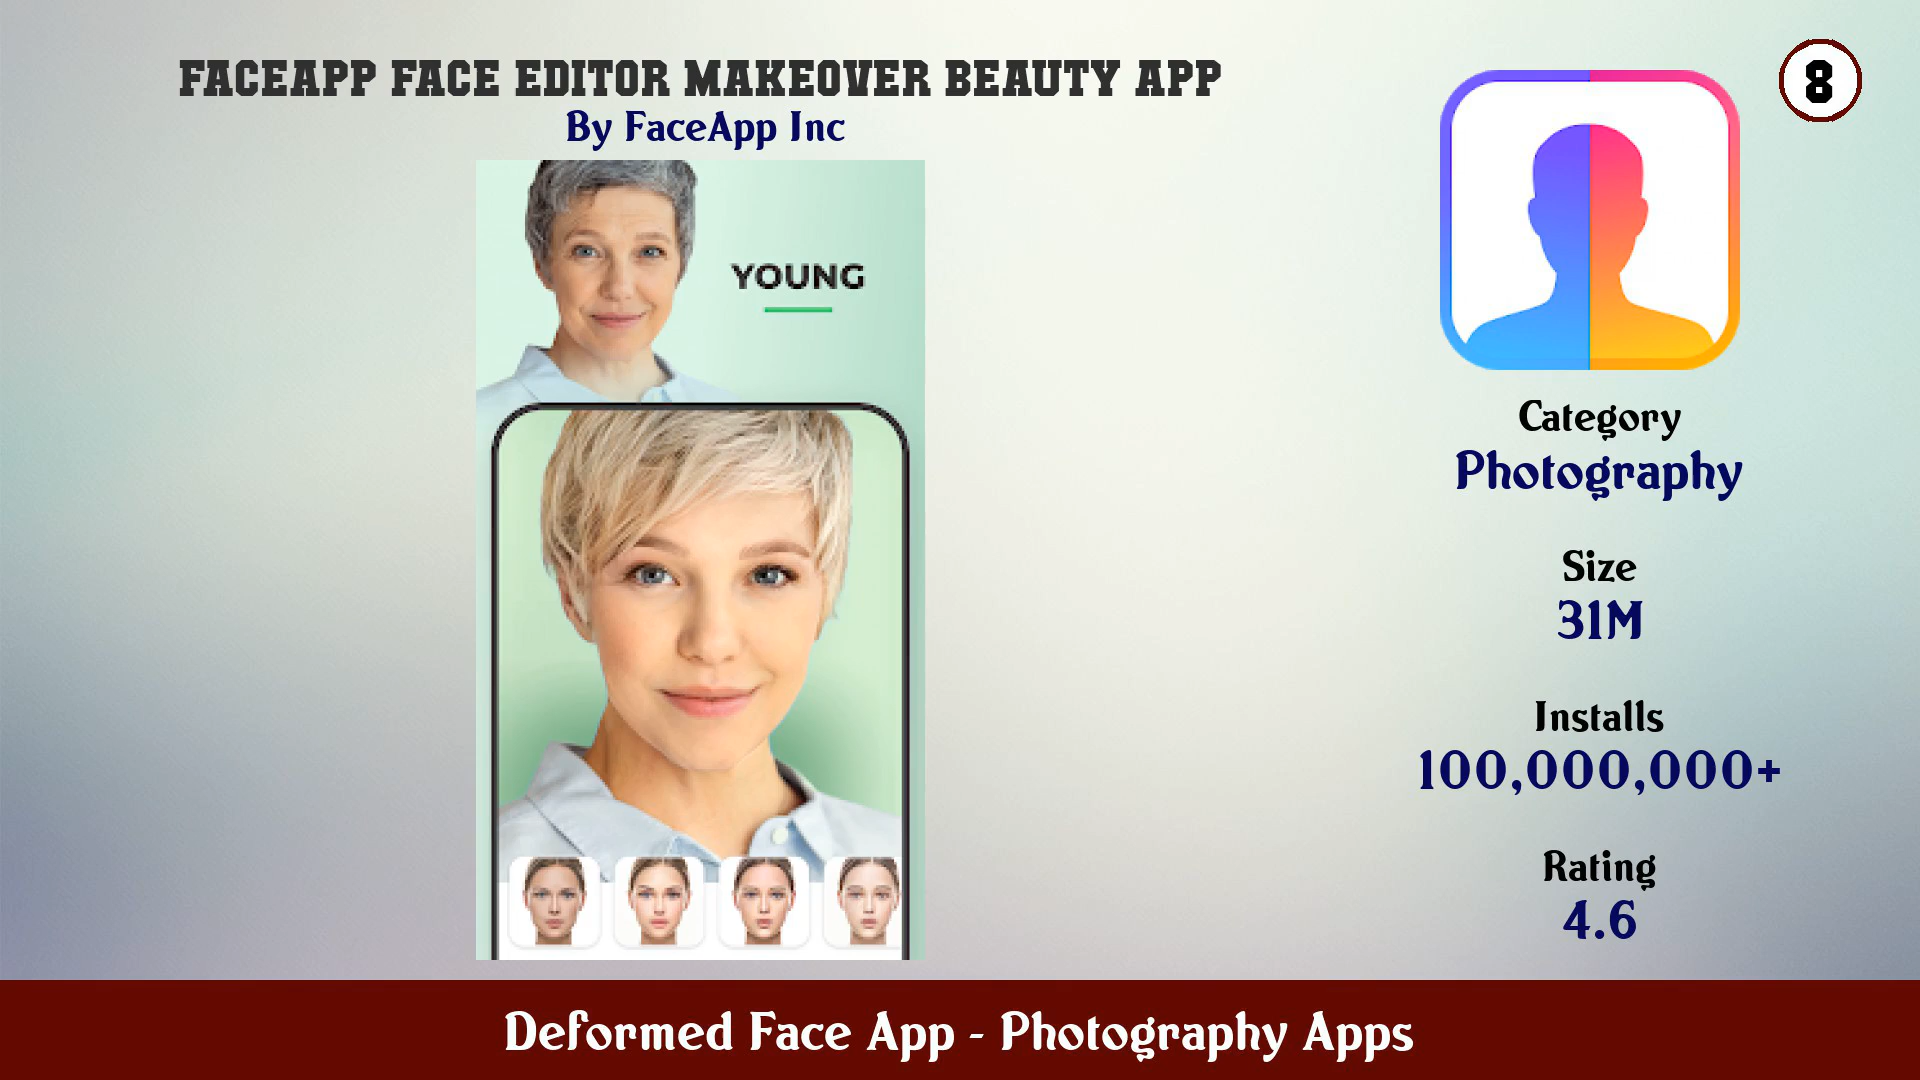 FACEAPP FACE EDITOR MAKEOVER BEAUTY APP
By FaceApp Inc
8
YOUNG
Category
Photography
Size
31M
Installs
100,000,000+
Rating
4.6
Deformed Face App - Photography Apps